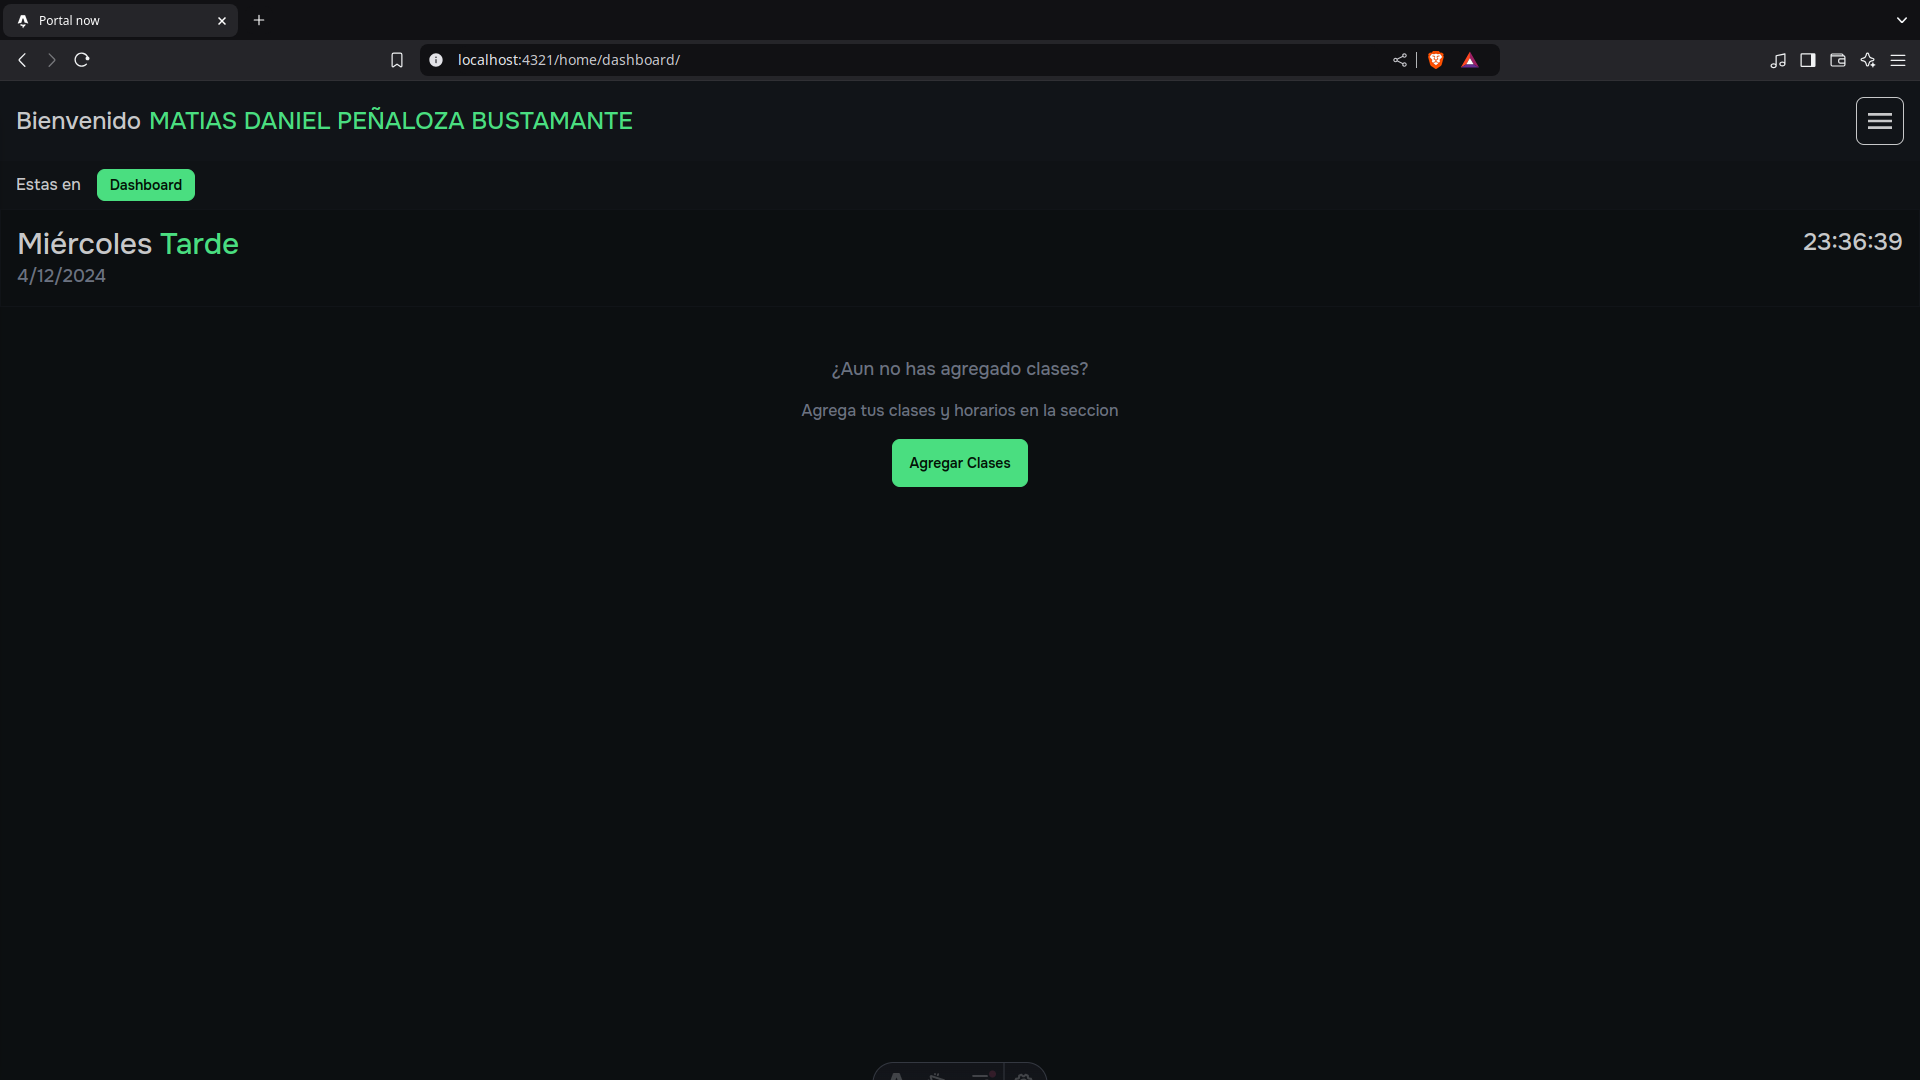 Portal now
localhost:4321/home/dashboard/
Bienvenido MATIAS DANIEL PEÑALOZA BUSTAMANTE
Estas en Dashboard
Miércoles Tarde 23:36:39
4/12/2024
¿Aun no has agregado clases?
Agrega tus clases y horarios en la seccion
Agregar Clases